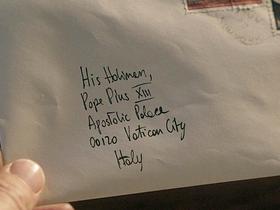 His Holiness,
Pope Pius XIII
Apostolic Palace
00120 Vatican City
Italy